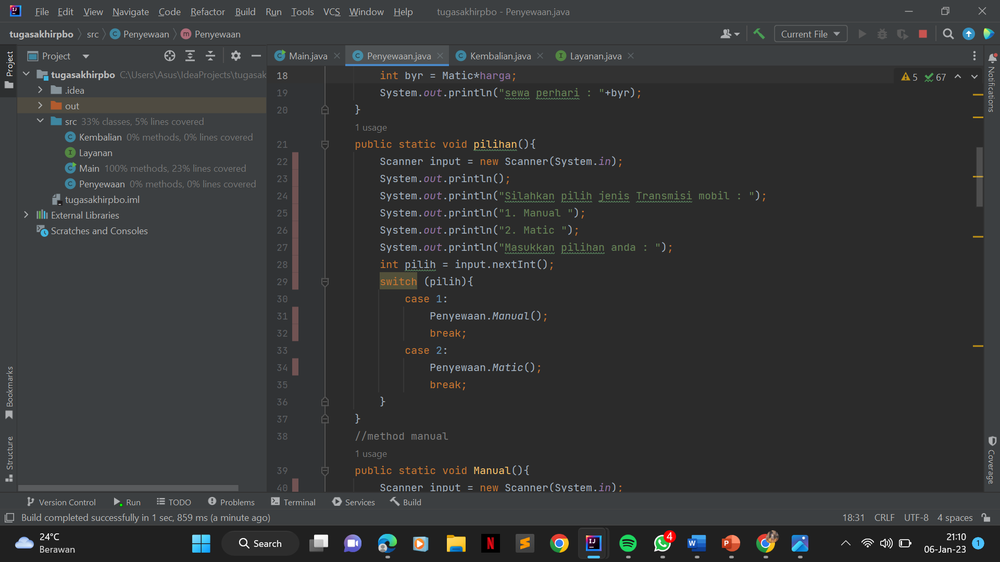 File Edit View Navigate Code Refactor Build Run Tools VCS Window Help tugasakhirpbo - Penyewaan.java
tugasakhirpbo src Penyewaan Penyewaan Current File
Project Main.java Penyewaan.java Kembalian.java Layanan.java
tugasakhirpbo C:\Users\Asus\IdeaProjects\tugasak
.idea
out
src 33% classes, 5% lines covered
Kembalian 0% methods, 0% lines covered
Layanan
Main 100% methods, 23% lines covered
Penyewaan 0% methods, 0% lines covered
tugasakhirpbo.iml
External Libraries
Scratches and Consoles
Project
Bookmarks
Structure
5 67
18 int byr = Matic*harga;
19 System.out.println("sewa perhari : "+byr);
20 }
1 usage
21 public static void pilihan(){
22 Scanner input = new Scanner(System.in);
23 System.out.println();
24 System.out.println("Silahkan pilih jenis Transmisi mobil : ");
25 System.out.println("1. Manual ");
26 System.out.println("2. Matic ");
27 System.out.println("Masukkan pilihan anda : ");
28 int pilih = input.nextInt();
29 switch (pilih){
30 case 1:
31 Penyewaan.Manual();
32 break;
33 case 2:
34 Penyewaan.Matic();
35 break;
36 }
37 }
38 //method manual
1 usage
39 public static void Manual(){
40 Scanner input = new Scanner(System.in);
Notifications
Coverage
Version Control Run TODO Problems Terminal Services Build
Build completed successfully in 1 sec, 859 ms (a minute ago) 18:31 CRLF UTF-8 4 spaces
24°C
Berawan
Search
4
21:10
06-Jan-23
1